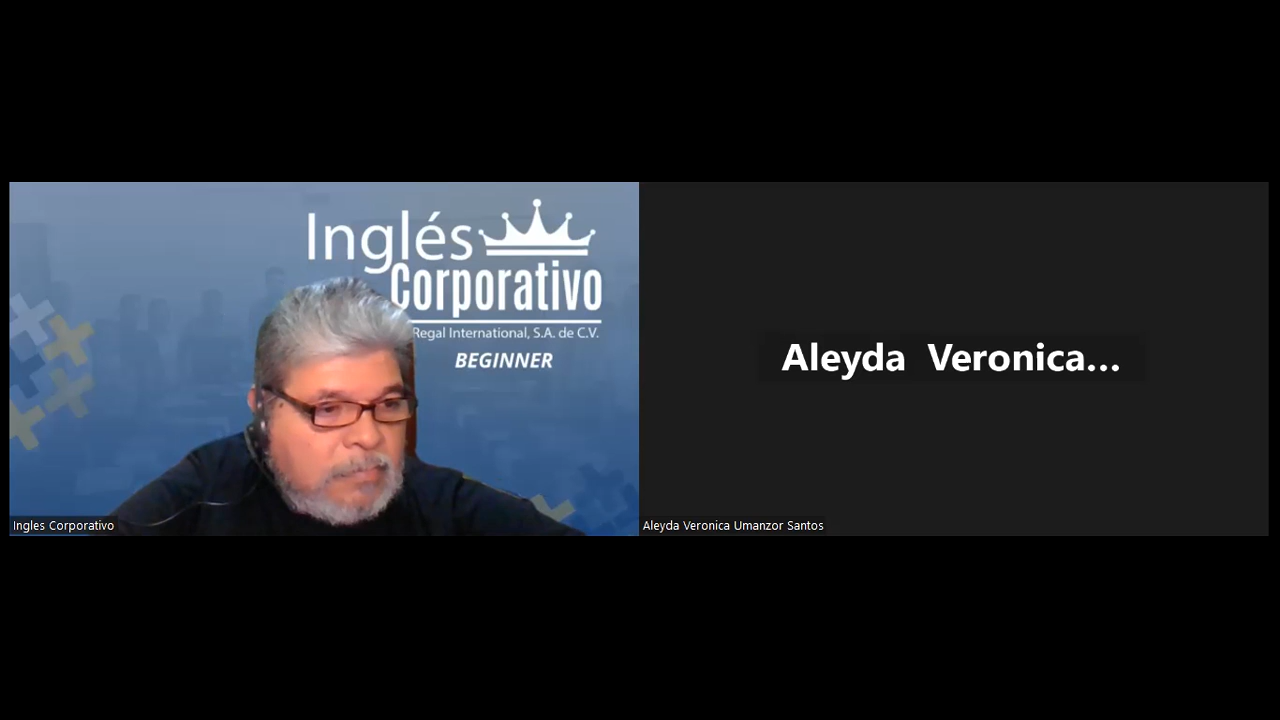 Inglés
Corporativo
Regal International, S.A. de C.V.
BEGINNER
Ingles Corporativo
Aleyda Veronica...
Aleyda Veronica Umanzor Santos